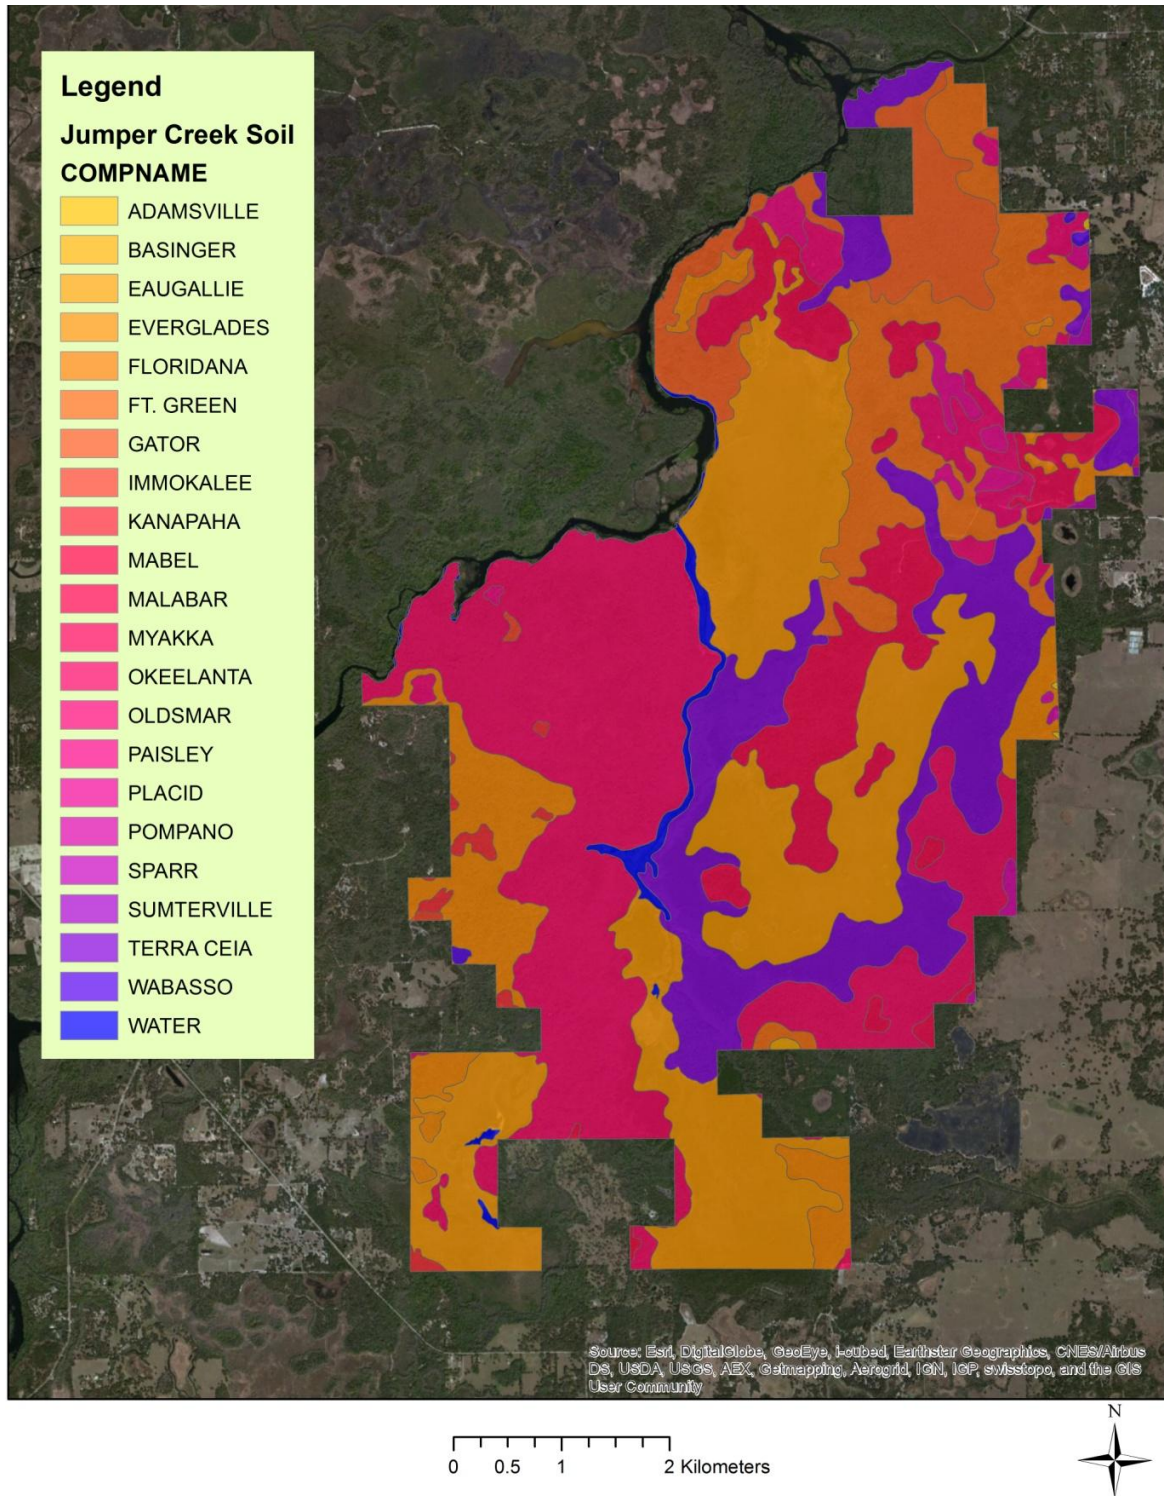 Legend
Jumper Creek Soil
COMPNAME
ADAMSVILLE
BASINGER
EAUGALLIE
EVERGLADES
FLORIDANA
FT. GREEN
GATOR
IMMOKALEE
KANAPAHA
MABEL
MALABAR
MYAKKA
OKEELANTA
OLDSMAR
PAISLEY
PLACID
POMPANO
SPARR
SUMTERVILLE
TERRA CEIA
WABASSO
WATER
Source: Esri, DigitalGlobe, GeoEye, i-cubed, Earthstar Geographics, CNES/Airbus
DS, USDA, USGS, AEX, Getmapping, Aerogrid, IGN, IGP, swisstopo, and the GIS
User Community
N
0 0.5 1 2 Kilometers